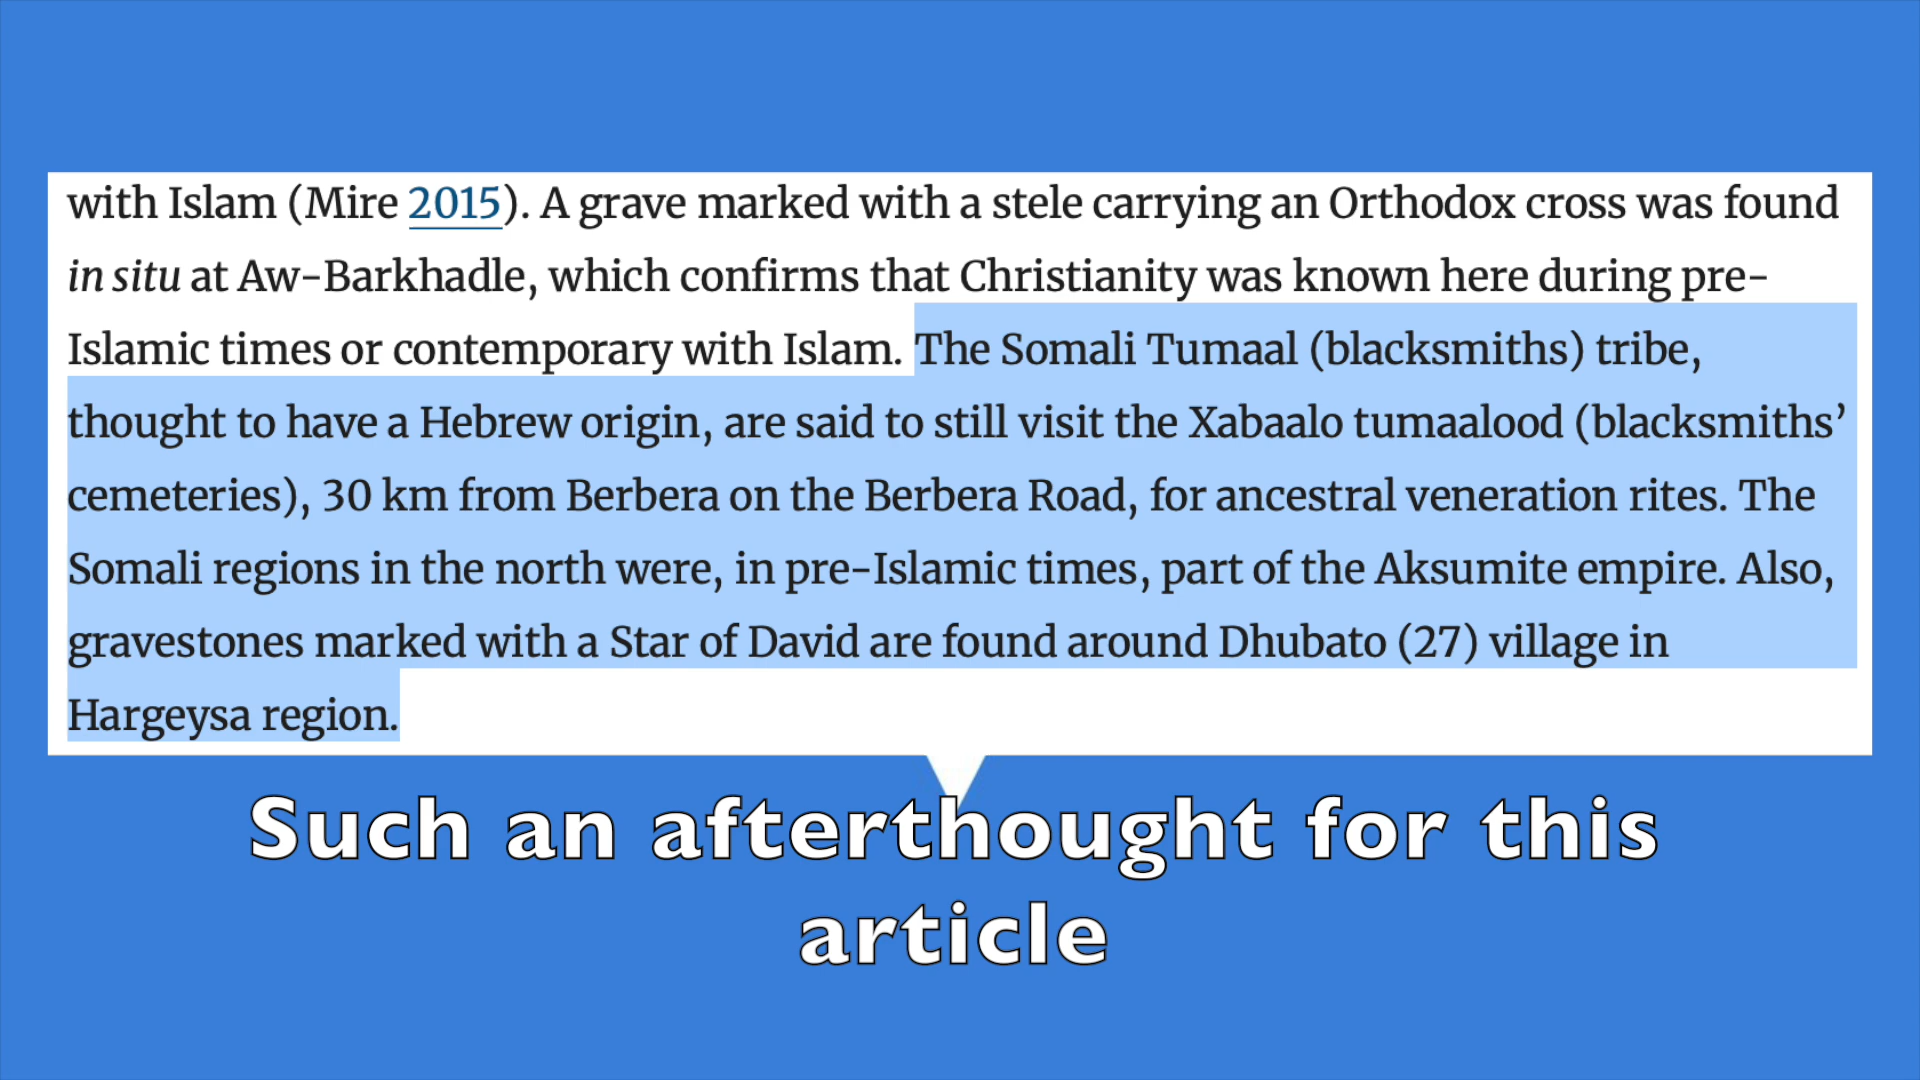 with Islam (Mire 2015). A grave marked with a stele carrying an Orthodox cross was found
in situ at Aw-Barkhadle, which confirms that Christianity was known here during pre-
Islamic times or contemporary with Islam. The Somali Tumaal (blacksmiths) tribe,
thought to have a Hebrew origin, are said to still visit the Xabaalo tumaalood (blacksmiths’
cemeteries), 30 km from Berbera on the Berbera Road, for ancestral veneration rites. The
Somali regions in the north were, in pre-Islamic times, part of the Aksumite empire. Also,
gravestones marked with a Star of David are found around Dhubato (27) village in
Hargeysa region.
Such an afterthought for this
article